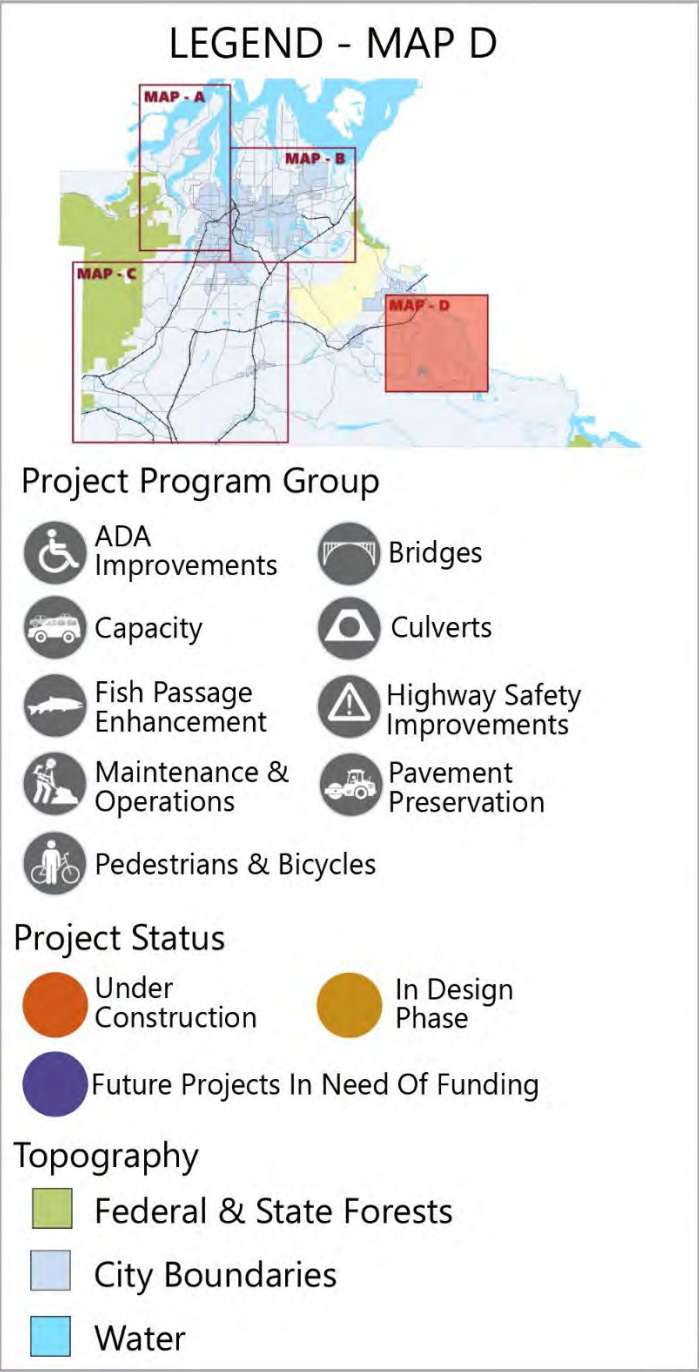 LEGEND - MAP D
MAP - A
MAP - B
MAP - C
MAP - D
Project Program Group
ADA
Improvements
Bridges
Capacity
Culverts
Fish Passage
Enhancement
Highway Safety
Improvements
Maintenance &
Operations
Pavement
Preservation
Pedestrians & Bicycles
Project Status
Under
Construction
In Design
Phase
Future Projects In Need Of Funding
Topography
Federal & State Forests
City Boundaries
Water